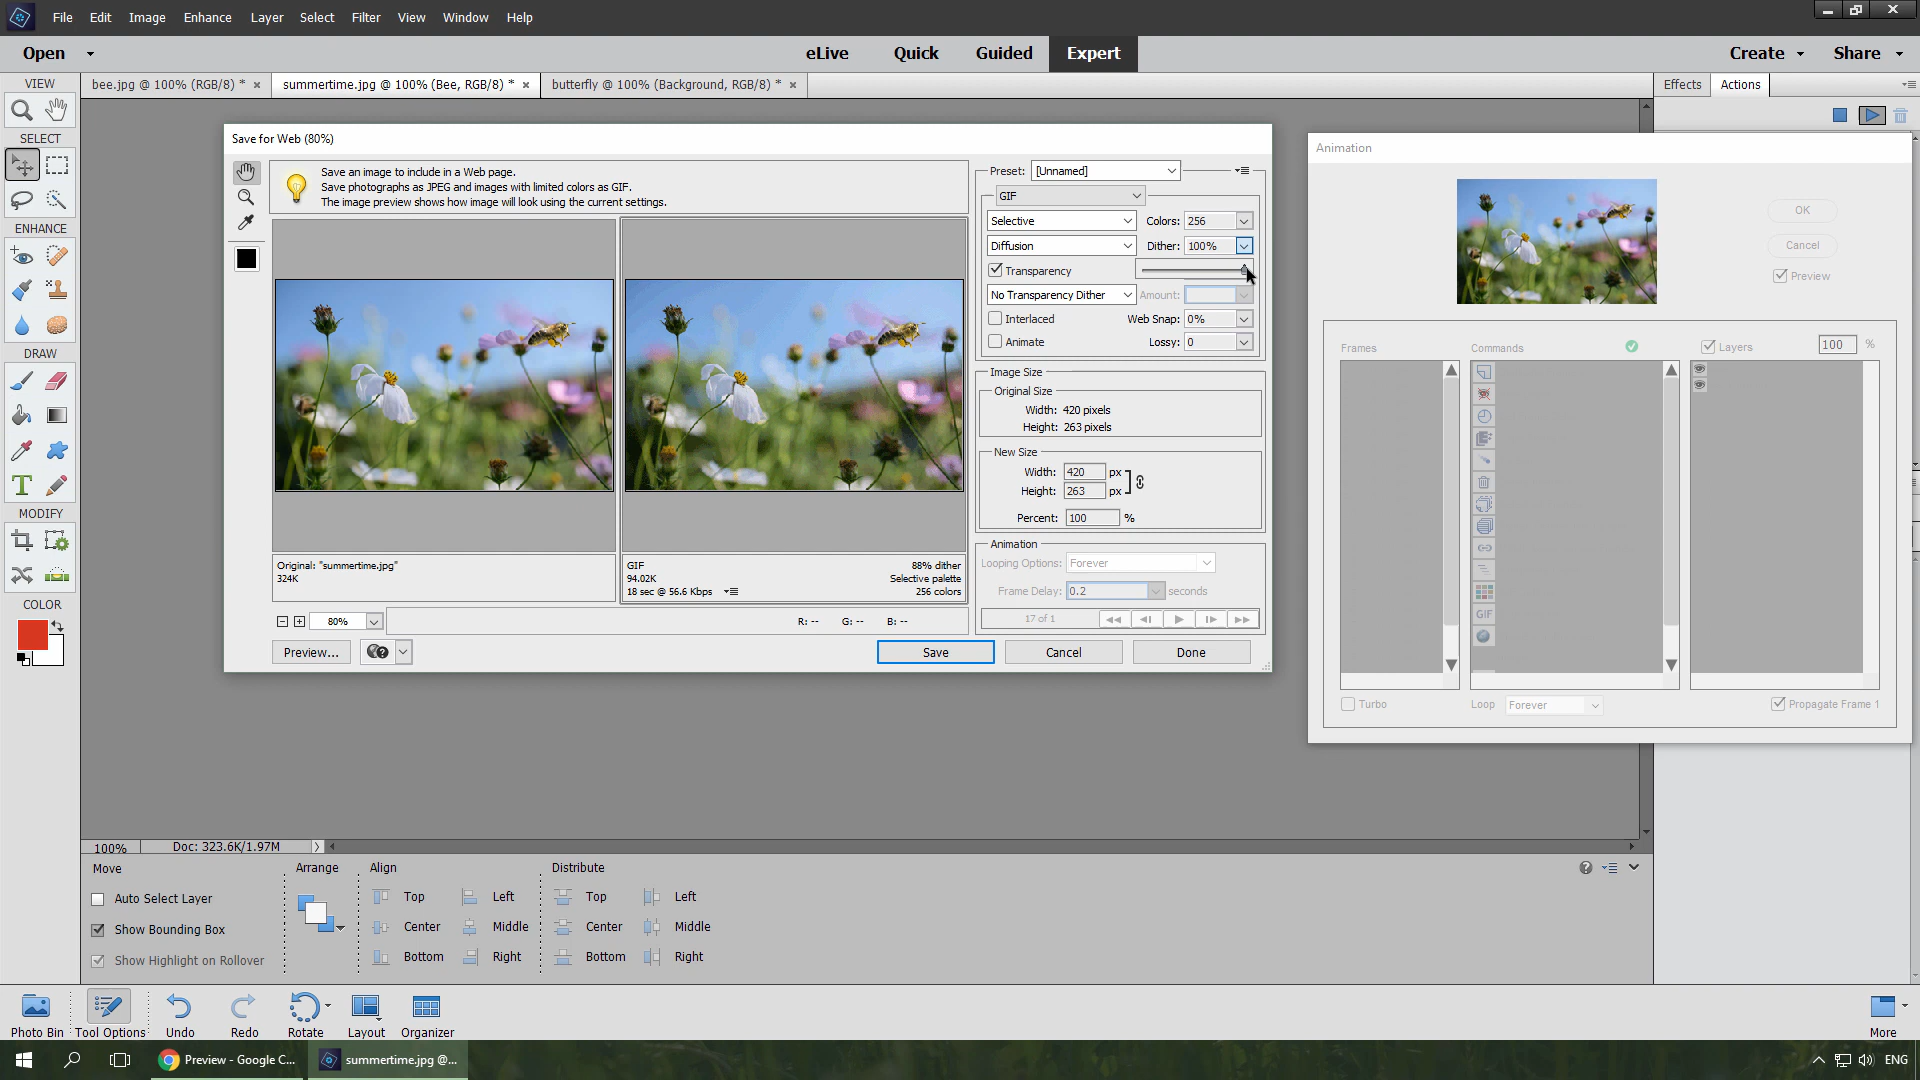 File Edit Image Enhance Layer Select Filter View Window Help
Open eLive Quick Guided Expert Create Share
VIEW
bee.jpg @ 100% (RGB/8) *
summertime.jpg @ 100% (Bee, RGB/8) *
butterfly @ 100% (Background, RGB/8) *
Effects Actions
SELECT
ENHANCE
DRAW
MODIFY
COLOR
Save for Web (80%)
Save an image to include in a Web page.
Save photographs as JPEG and images with limited colors as GIF.
The image preview shows how image will look using the current settings.
Original: "summertime.jpg"
324K
GIF 88% dither
94.02K Selective palette
18 sec @ 56.6 Kbps 256 colors
80% R: -- G: -- B: --
Preview... Save Cancel Done
Preset: [Unnamed]
GIF
Selective Colors: 256
Diffusion Dither: 100%
Transparency
No Transparency Dither Amount:
Interlaced Web Snap: 0%
Animate Lossy: 0
Image Size
Original Size
Width: 420 pixels
Height: 263 pixels
New Size
Width: 420 px
Height: 263 px
Percent: 100 %
Animation
Looping Options: Forever
Frame Delay: 0.2 seconds
17 of 1
Animation
OK
Cancel
Preview
Frames Commands Layers 100 %
GIF
Turbo Loop Forever Propagate Frame 1
100% Doc: 323.6K/1.97M
Move Arrange Align Distribute
Auto Select Layer Top Left Top Left
Show Bounding Box Center Middle Center Middle
Show Highlight on Rollover Bottom Right Bottom Right
Photo Bin Tool Options Undo Redo Rotate Layout Organizer More
Preview - Google C... summertime.jpg @... ENG